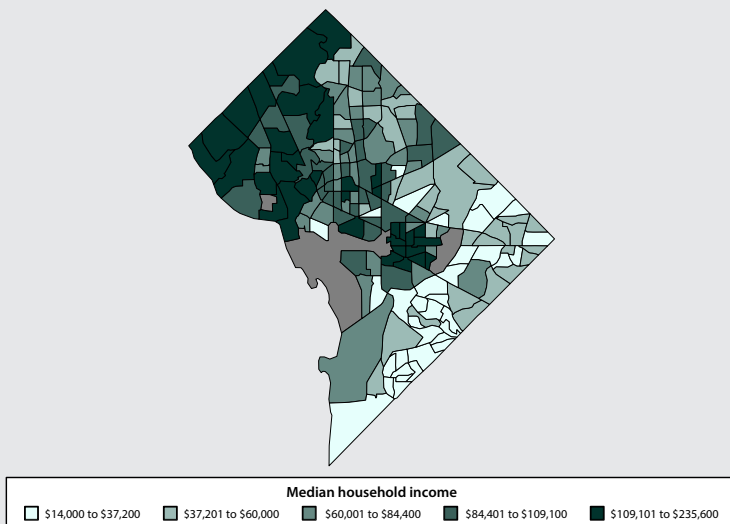 Median household income
$14,000 to $37,200 $37,201 to $60,000 $60,001 to $84,400 $84,401 to $109,100 $109,101 to $235,600